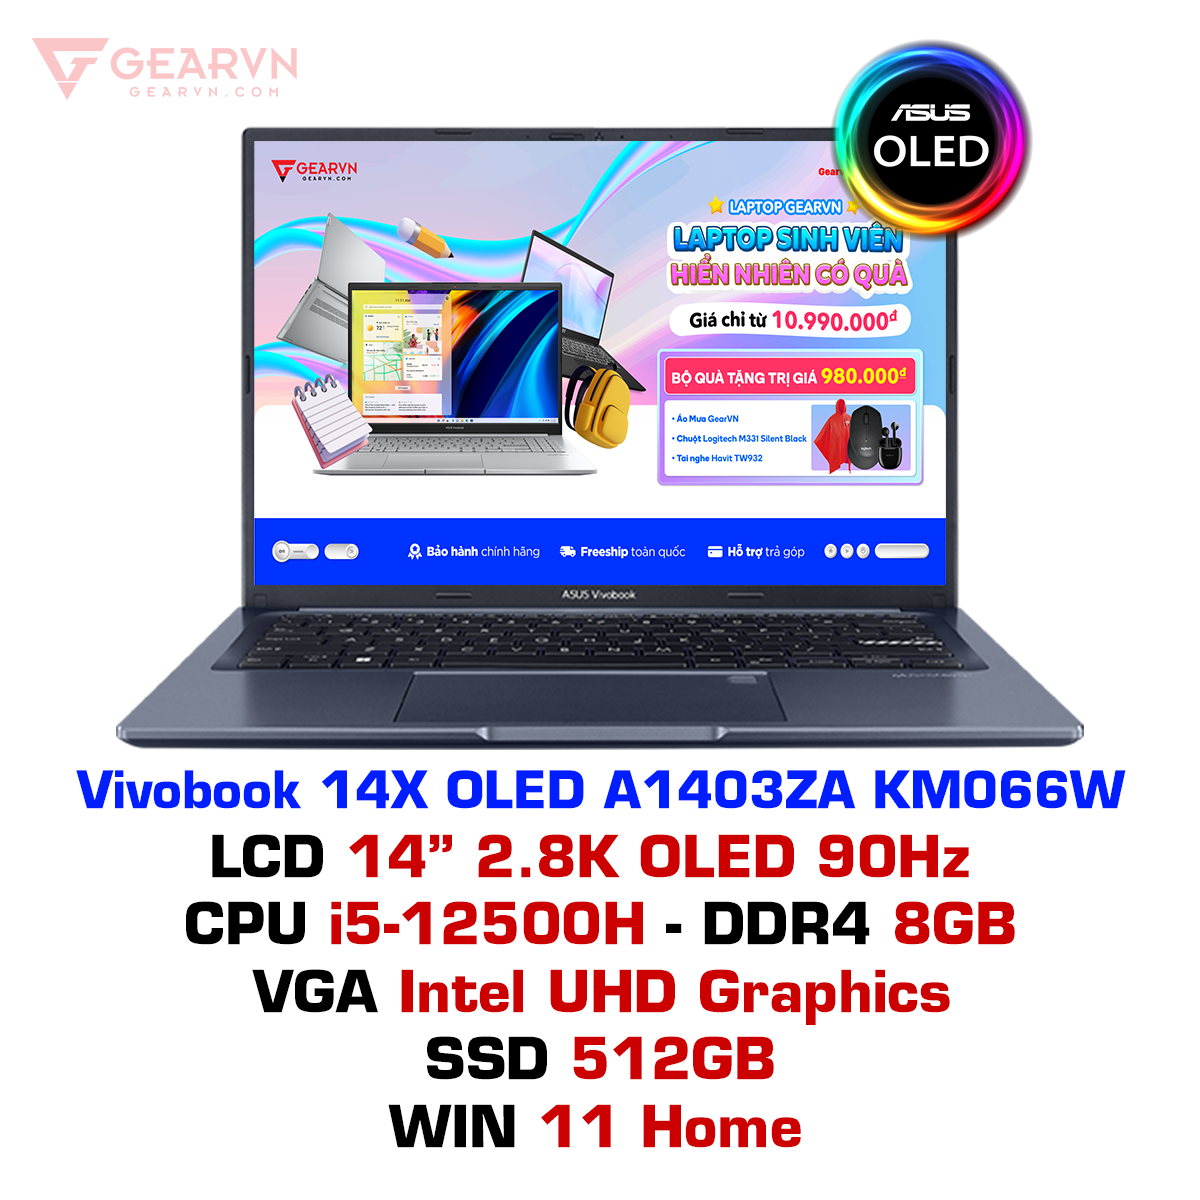 GEARVN
GEARVN.COM
ASUS
OLED
GEARVN
GEARVN.COM
Gear
LAPTOP GEARVN
LAPTOP SINH VIÊN
HIỂN NHIÊN CÓ QUÀ
Giá chỉ từ 10.990.000đ
BỘ QUÀ TẶNG TRỊ GIÁ 980.000đ
• Áo Mưa GearVN
• Chuột Logitech M331 Silent Black
• Tai nghe Havit TW932
Bảo hành chính hãng
Freeship toàn quốc
Hỗ trợ trả góp
ASUS Vivobook
Vivobook 14X OLED A1403ZA KM066W
LCD 14” 2.8K OLED 90Hz
CPU i5-12500H - DDR4 8GB
VGA Intel UHD Graphics
SSD 512GB
WIN 11 Home